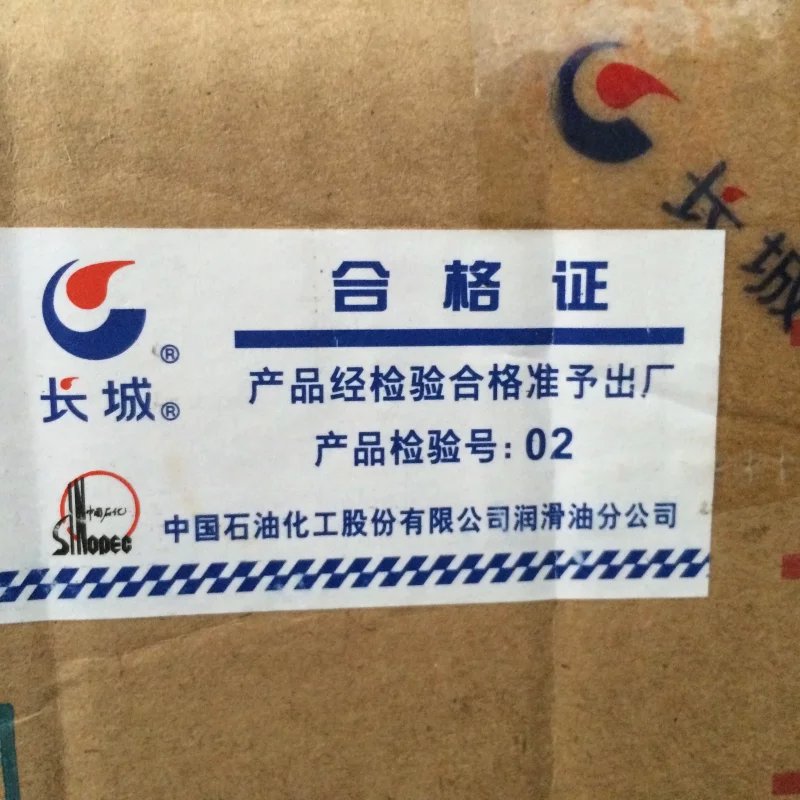 长城
合格证
®
产品经检验合格准予出厂
长城®
产品检验号:02
中国石化
SINOPEC
中国石油化工股份有限公司润滑油分公司